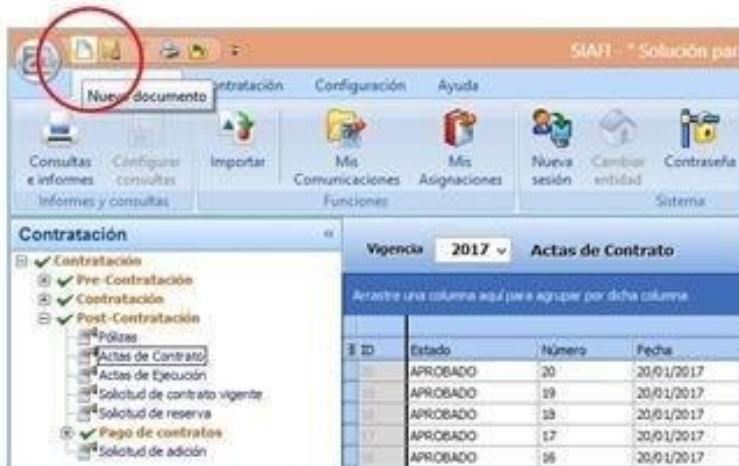 SIAFI - " Solución par
Nuevo documento
ontratación Configuración Ayuda
Consultas e informes
Configurar consultas
Importar
Mis Comunicaciones
Mis Asignaciones
Nueva sesión
Cambiar entidad
Contraseña
Informes y consultas Funciones Sistema
Contratación
Vigencia 2017 Actas de Contrato
Contratación
Pre-Contratación
Contratación
Post-Contratación
Pólizas
Actas de Contrato
Actas de Ejecución
Solicitud de contrato vigente
Solicitud de reserva
Pago de contratos
Solicitud de adición
Arrastre una columna aquí para agrupar por dicha columna
ID Estado Número Fecha
APROBADO 20 20/01/2017
APROBADO 19 20/01/2017
APROBADO 18 20/01/2017
APROBADO 17 20/01/2017
APROBADO 16 20/01/2017